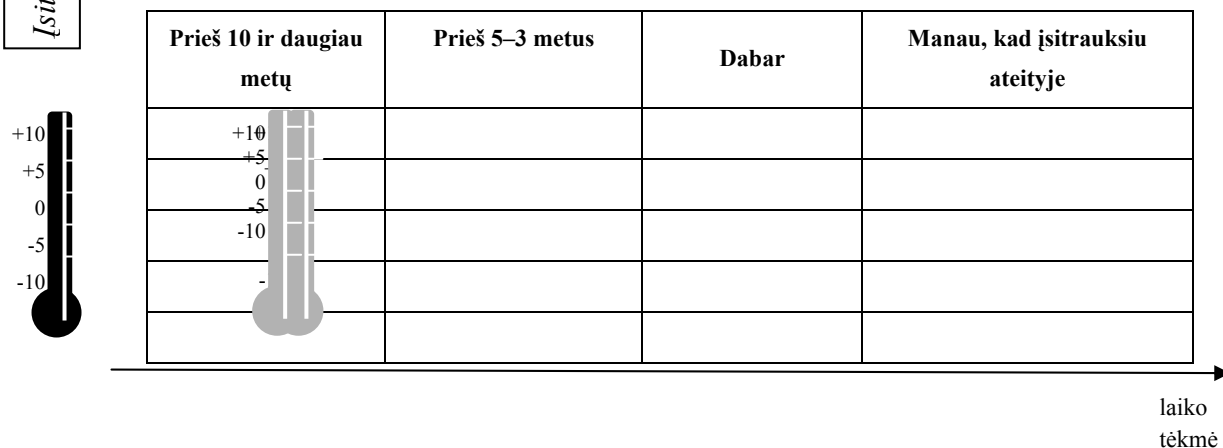 Įsit
Prieš 10 ir daugiau metų
Prieš 5–3 metus
Dabar
Manau, kad įsitrauksiu ateityje
+10
+5
0
-5
-10
+10
+5
0
-5
-10
-
laiko
tėkmė